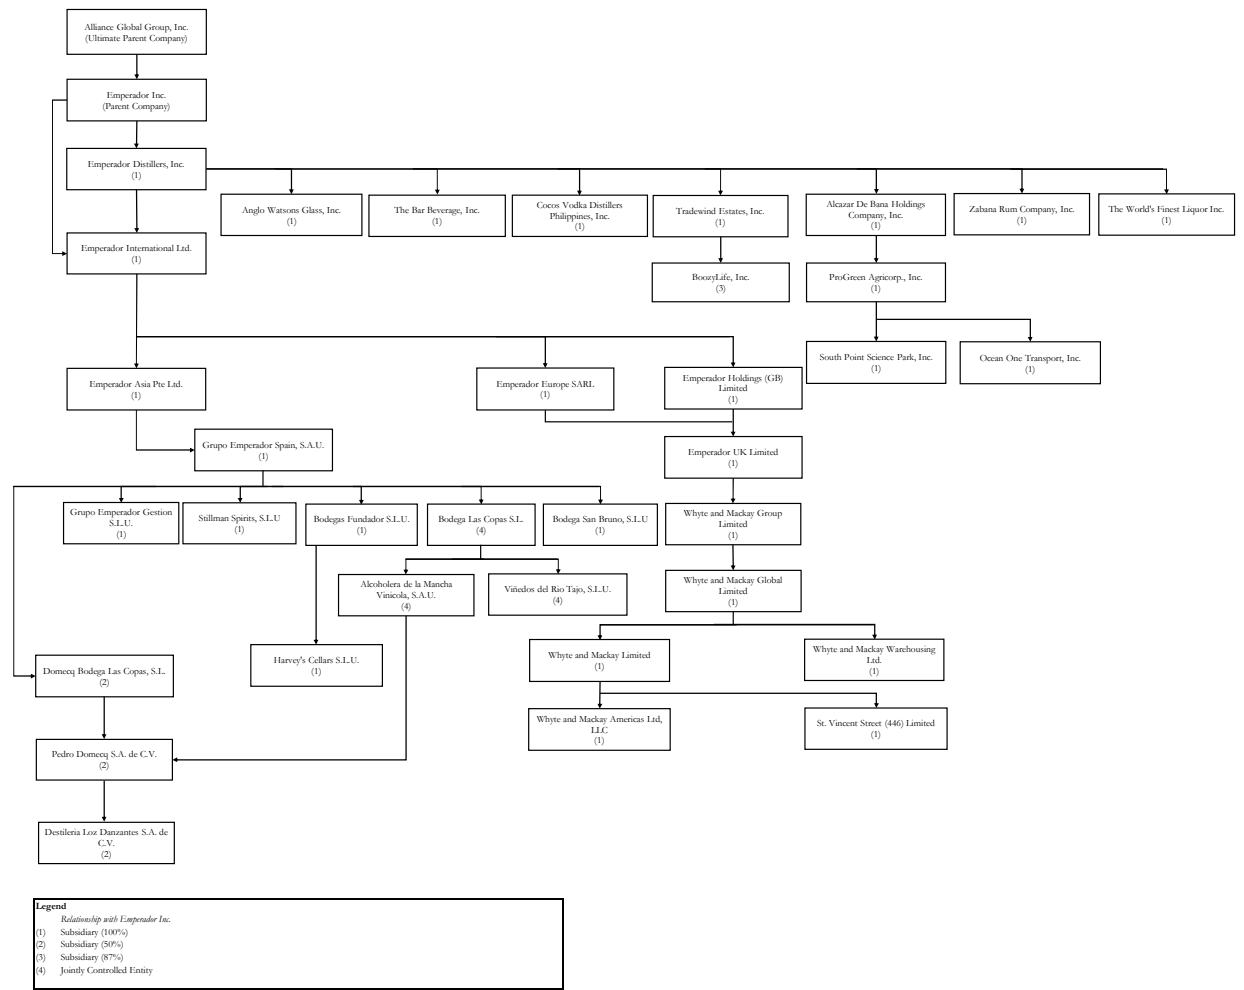 Alliance Global Group, Inc.
(Ultimate Parent Company)
Emperador Inc.
(Parent Company)
Emperador Distillers, Inc.
(1)
Anglo Watsons Glass, Inc.
(1)
The Bar Beverage, Inc.
(1)
Cocos Vodka Distillers
Philippines, Inc.
(1)
Tradewind Estates, Inc.
(1)
Alcazar De Bana Holdings
Company, Inc.
(1)
Zabana Rum Company, Inc.
(1)
The World's Finest Liquor Inc.
(1)
Emperador International Ltd.
(1)
BoozyLife, Inc.
(3)
ProGreen Agricorp., Inc.
(1)
South Point Science Park, Inc.
(1)
Ocean One Transport, Inc.
(1)
Emperador Asia Pte Ltd.
(1)
Emperador Europe SARL
(1)
Emperador Holdings (GB)
Limited
(1)
Grupo Emperador Spain, S.A.U.
(1)
Emperador UK Limited
(1)
Grupo Emperador Gestion
S.L.U.
(1)
Stillman Spirits, S.L.U
(1)
Bodegas Fundador S.L.U.
(1)
Bodega Las Copas S.L.
(4)
Bodega San Bruno, S.L.U
(1)
Whyte and Mackay Group
Limited
(1)
Alcoholera de la Mancha
Vinicola, S.A.U.
(4)
Viñedos del Rio Tajo, S.L.U.
(4)
Whyte and Mackay Global
Limited
(1)
Harvey's Cellars S.L.U.
(1)
Whyte and Mackay Limited
(1)
Whyte and Mackay Warehousing
Ltd.
(1)
Domecq Bodega Las Copas, S.L.
(2)
Whyte and Mackay Americas Ltd,
LLC
(1)
St. Vincent Street (446) Limited
(1)
Pedro Domecq S.A. de C.V.
(2)
Destileria Loz Danzantes S.A. de
C.V.
(2)
Legend
Relationship with Emperador Inc.
(1) Subsidiary (100%)
(2) Subsidiary (50%)
(3) Subsidiary (87%)
(4) Jointly Controlled Entity